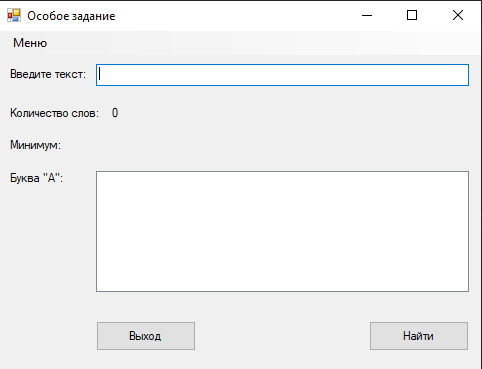 Особое задание
Меню
Введите текст:
Количество слов: 0
Минимум:
Буква "А":
Выход Найти